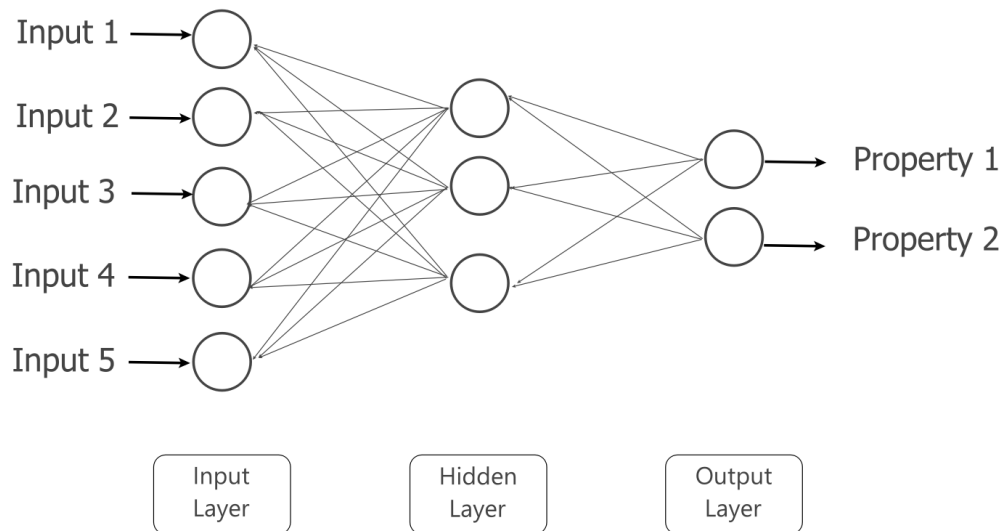 Input 1
Input 2
Input 3
Input 4
Input 5
Property 1
Property 2
Input
Layer
Hidden
Layer
Output
Layer